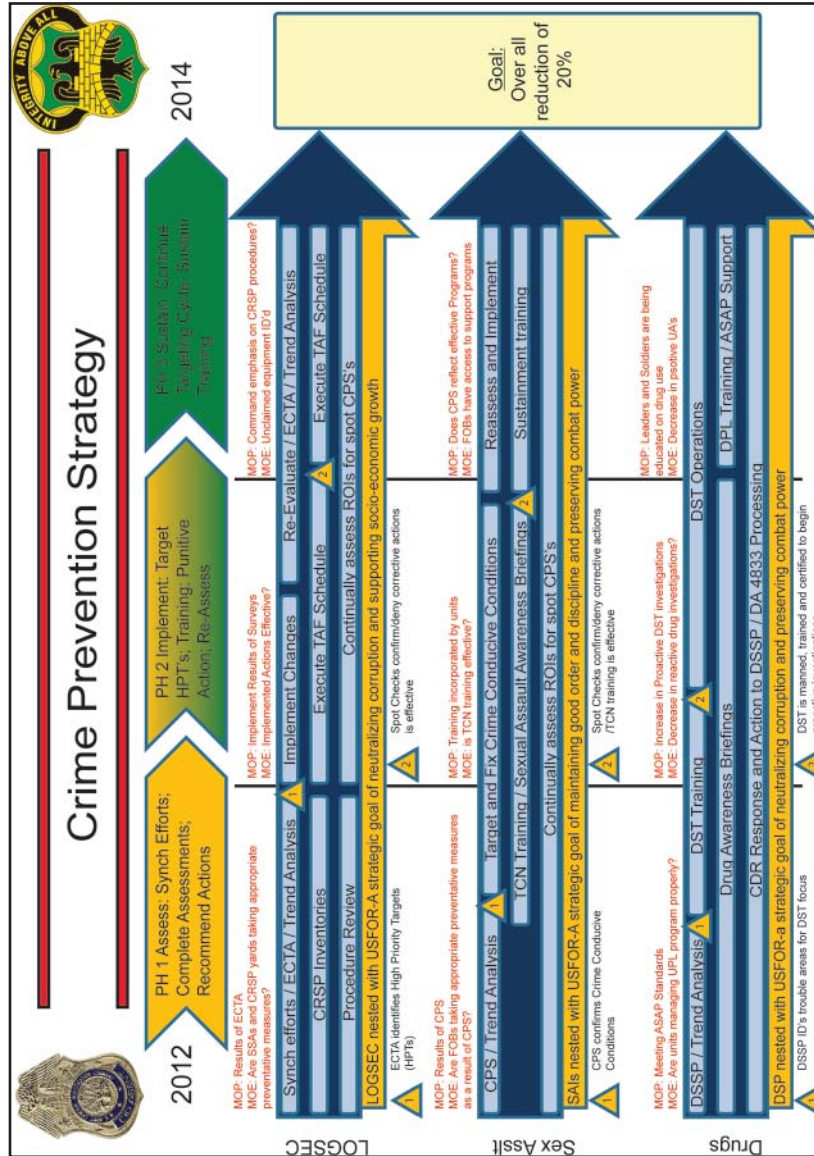 Crime Prevention Strategy
INTEGRITY ABOVE ALL
2012
PH 1 Assess: Synch Efforts;
Complete Assessments;
Recommend Actions
PH 2 Implement: Target
HPT's; Training; Punitive
Action; Re-Assess
PH 3 Sustain: Continue
Targeting Cycle, Sustain
Training
2014
LOGSEC
MOP: Results of ECTA
MOE: Are SSAs and CRSP yards taking appropriate
preventative measures?
MOP: Implement Results of Surveys
MOE: Implemented Actions Effective?
MOP: Command emphasis on CRSP procedures?
MOE: Unclaimed equipment ID'd
Synch efforts / ECTA / Trend Analysis
1
Implement Changes
Re-Evaluate / ECTA / Trend Analysis
CRSP Inventories
Execute TAF Schedule
2
Execute TAF Schedule
Procedure Review
Continually assess ROIs for spot CPS's
LOGSEC nested with USFOR-A strategic goal of neutralizing corruption and supporting socio-economic growth
1
ECTA identifies High Priority Targets
(HPTs)
2
Spot Checks confirm/deny corrective actions
is effective
Sex Asslt
MOP: Results of CPS
MOE: Are FOBs taking appropriate preventative measures
as a result of CPS?
MOP: Training incorporated by units
MOE: is TCN training effective?
MOP: Does CPS reflect effective Programs?
MOE: FOBs have access to support programs
CPS / Trend Analysis
1
Target and Fix Crime Conducive Conditions
Reassess and Implement
TCN Training / Sexual Assault Awareness Briefings
2
Sustainment training
Continually assess ROIs for spot CPS's
SAIs nested with USFOR-A strategic goal of maintaining good order and discipline and preserving combat power
1
CPS confirms Crime Conducive
Conditions
2
Spot Checks confirm/deny corrective actions
/TCN training is effective
Drugs
MOP: Meeting ASAP Standards
MOE: Are units managing UPL program properly?
MOP: Increase in Proactive DST investigations
MOE: Decrease in reactive drug investigations?
MOP: Leaders and Soldiers are being
educated on drug use
MOE: Decrease in psotive UA's
DSSP / Trend Analysis
1
DST Training
2
DST Operations
Drug Awareness Briefings
DPL Training / ASAP Support
CDR Response and Action to DSSP / DA 4833 Processing
DSP nested with USFOR-a strategic goal of neutralizing corruption and preserving combat power
1
DSSP ID's trouble areas for DST focus
2
DST is manned, trained and certified to begin
Goal:
Over all
reduction of
20%